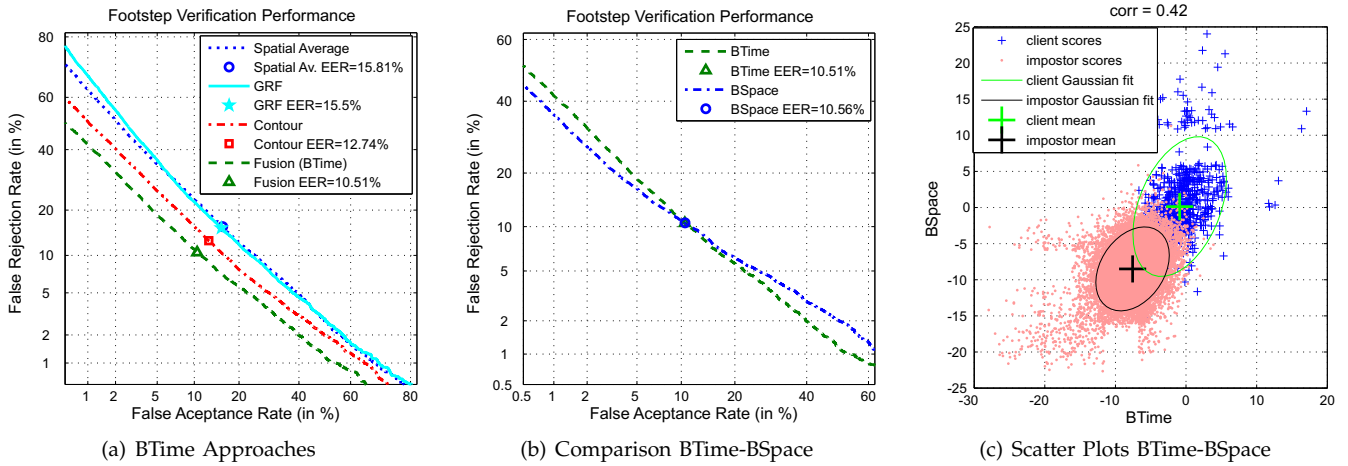 Footstep Verification Performance
80
60
40
20
10
5
2
1
False Rejection Rate (in %)
Spatial Average
Spatial Av. EER=15.81%
GRF
GRF EER=15.5%
Contour
Contour EER=12.74%
Fusion (BTime)
Fusion EER=10.51%
1 2 5 10 20 40 60 80
False Aceptance Rate (in %)
(a) BTime Approaches
Footstep Verification Performance
60
40
20
10
5
2
1
0.5
False Rejection Rate (in %)
BTime
BTime EER=10.51%
BSpace
BSpace EER=10.56%
0.5 1 2 5 10 20 40 60
False Aceptance Rate (in %)
(b) Comparison BTime-BSpace
corr = 0.42
25
20
15
10
5
0
-5
-10
-15
-20
-25
BSpace
client scores
impostor scores
client Gaussian fit
impostor Gaussian fit
client mean
impostor mean
-30 -20 -10 0 10 20
BTime
(c) Scatter Plots BTime-BSpace